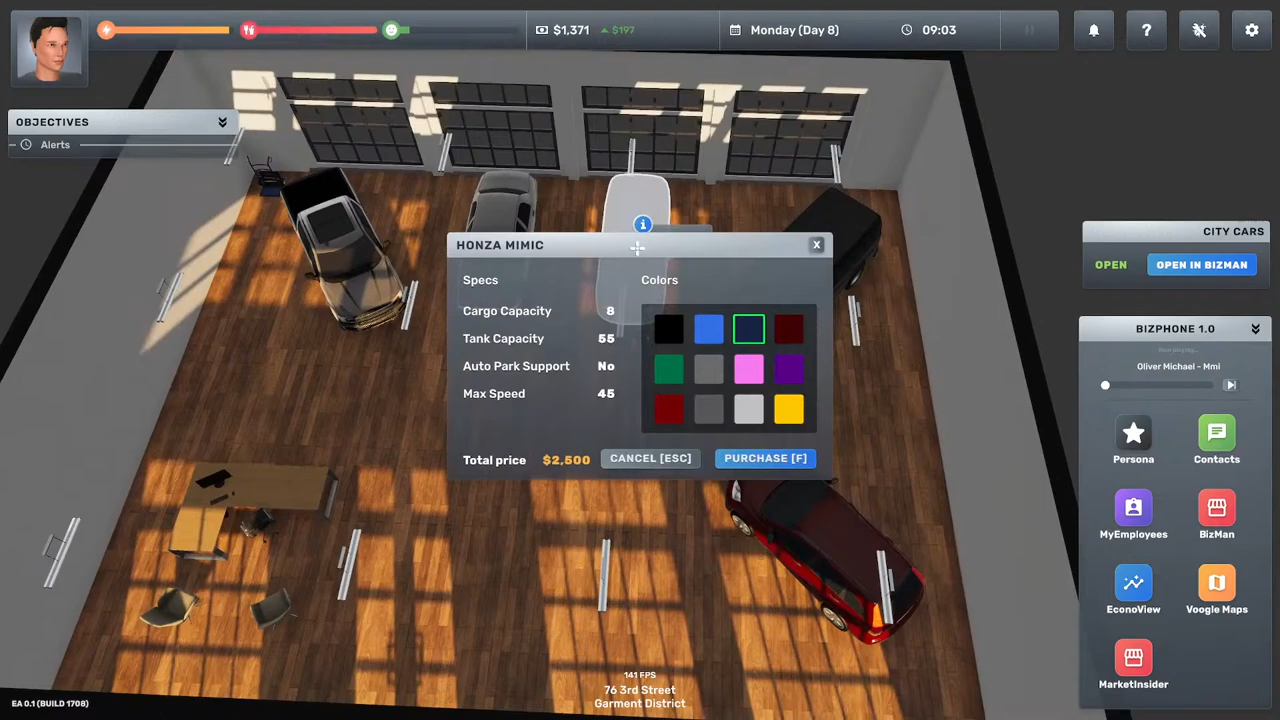 $1,371 $197
Monday (Day 8)
09:03
?
OBJECTIVES
Alerts
i
HONZA MIMIC X
Specs
Colors
Cargo Capacity 8
Tank Capacity 55
Auto Park Support No
Max Speed 45
Total price $2,500 CANCEL [ESC] PURCHASE [F]
CITY CARS
OPEN OPEN IN BIZMAN
BIZPHONE 1.0
Oliver Michael - Mmi
Persona Contacts
MyEmployees BizMan
EconoView Voogle Maps
MarketInsider
141 FPS
76 3rd Street
Garment District
EA 0.1 (BUILD 1708)